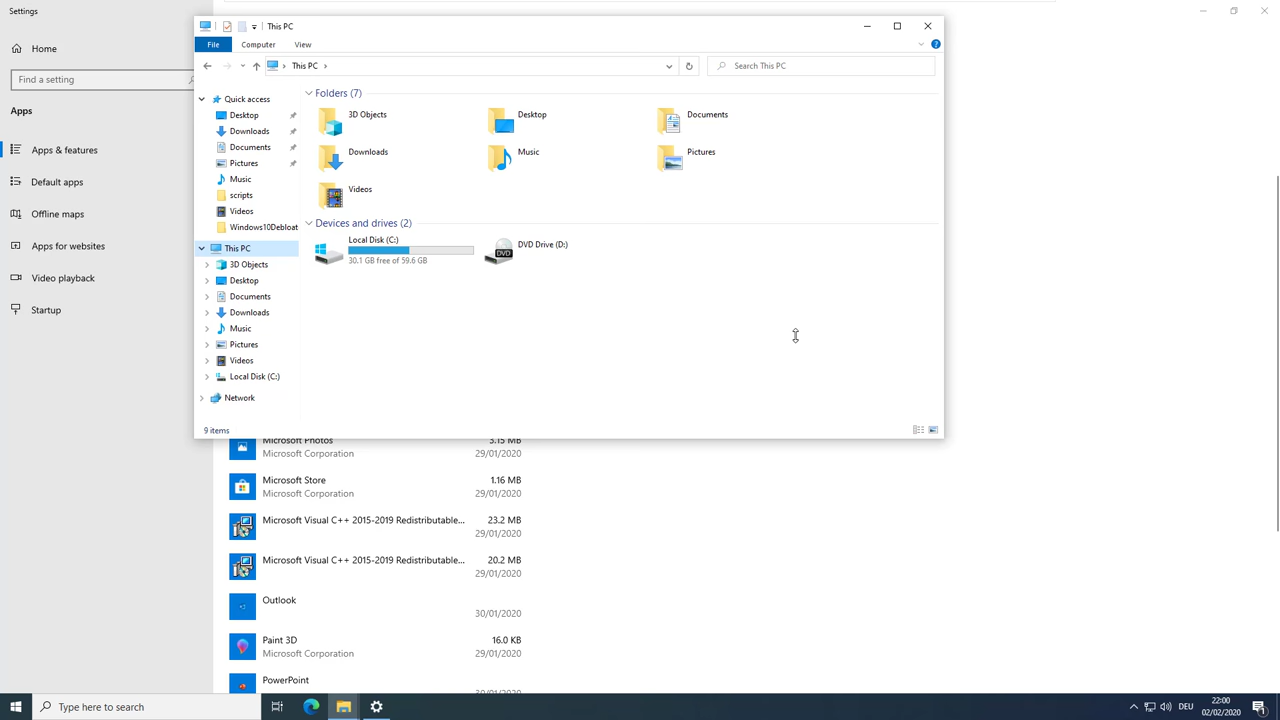 Settings
Home
Find a setting
Apps
Apps & features
Default apps
Offline maps
Apps for websites
Video playback
Startup
This PC
File Computer View
This PC
Search This PC
Quick access
Desktop
Downloads
Documents
Pictures
Music
scripts
Videos
Windows10Debloat
This PC
3D Objects
Desktop
Documents
Downloads
Music
Pictures
Videos
Local Disk (C:)
Network
Folders (7)
3D Objects Desktop Documents
Downloads Music Pictures
Videos
Devices and drives (2)
Local Disk (C:)
30.1 GB free of 59.6 GB
DVD
DVD Drive (D:)
9 items
Microsoft Photos 3.15 MB
Microsoft Corporation 29/01/2020
Microsoft Store 1.16 MB
Microsoft Corporation 29/01/2020
Microsoft Visual C++ 2015-2019 Redistributable... 23.2 MB
29/01/2020
Microsoft Visual C++ 2015-2019 Redistributable... 20.2 MB
29/01/2020
Outlook
30/01/2020
Paint 3D 16.0 KB
Microsoft Corporation 29/01/2020
PowerPoint
30/01/2020
Type here to search
DEU
22:00
02/02/2020
1